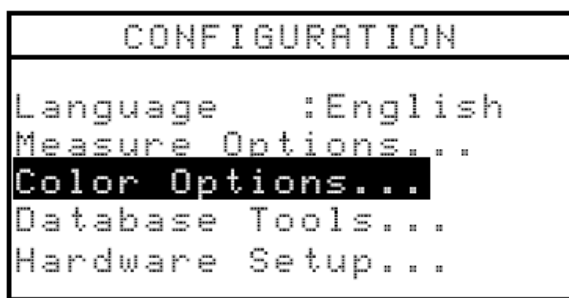 CONFIGURATION
Language :English
Measure Options...
Color Options...
Database Tools...
Hardware Setup...